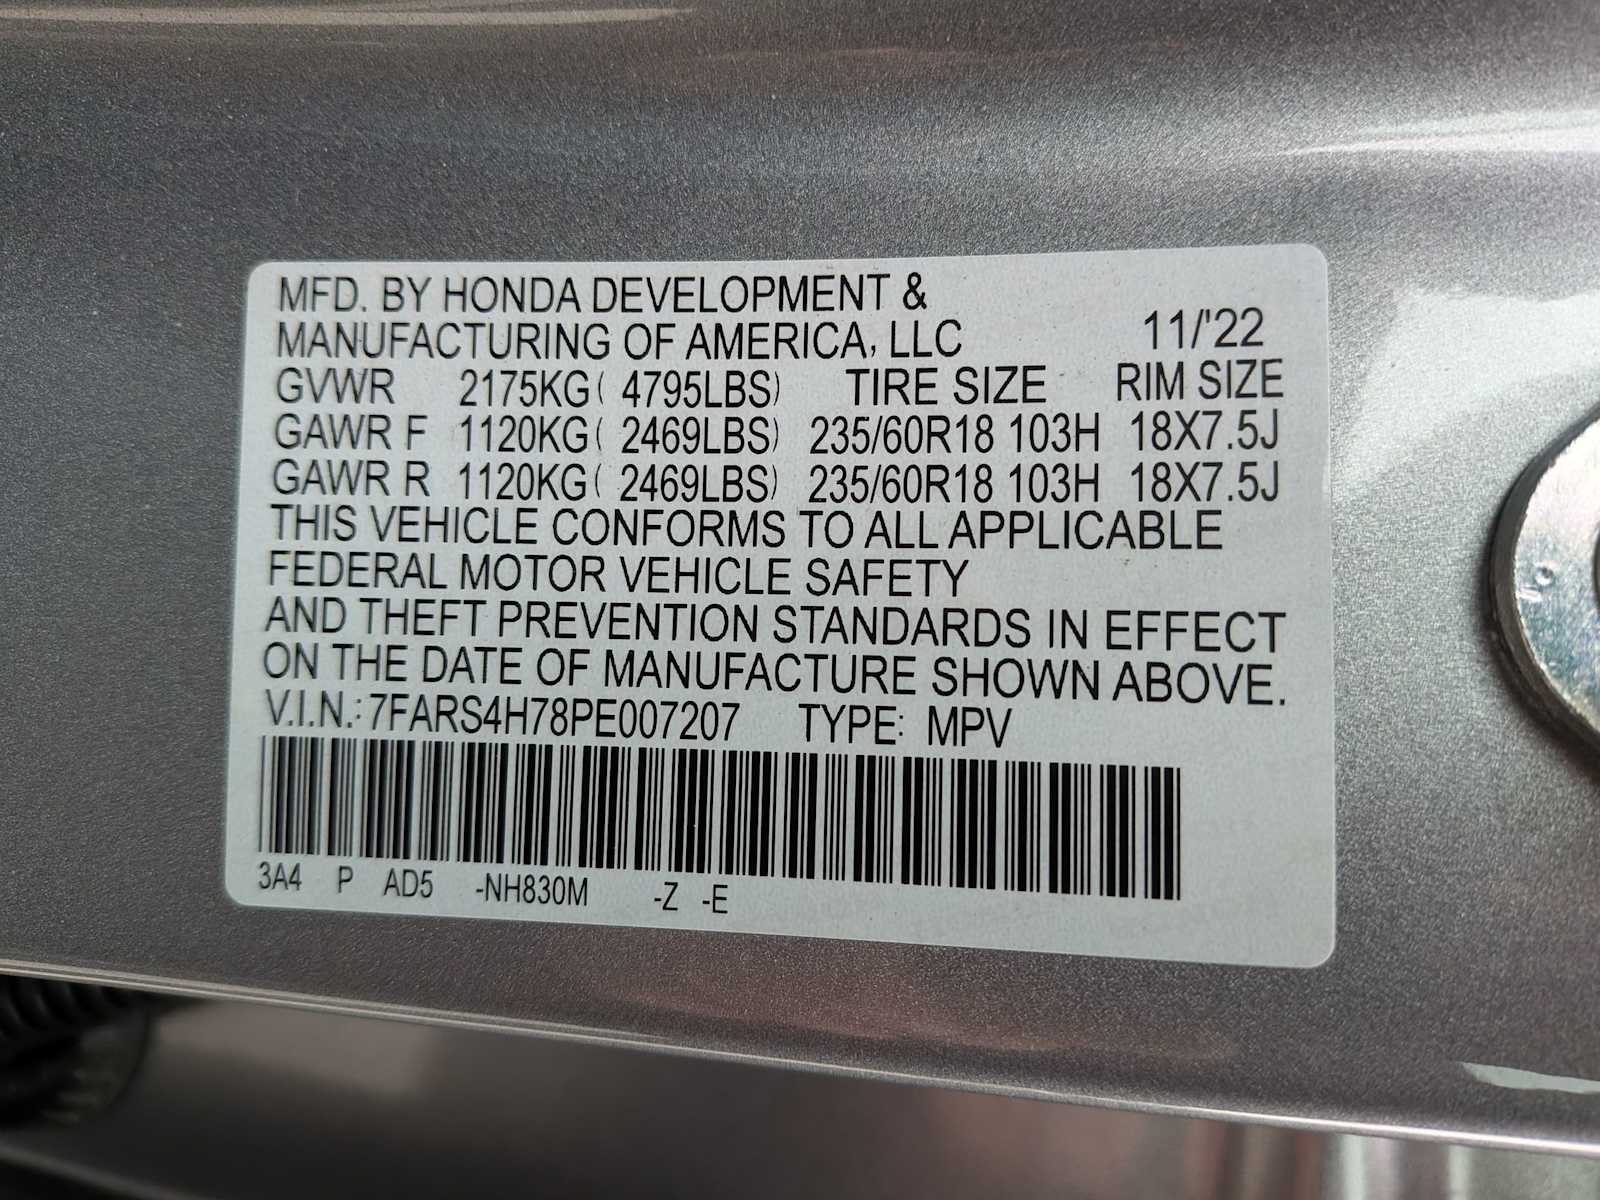 MFD. BY HONDA DEVELOPMENT &
MANUFACTURING OF AMERICA, LLC 11/'22
GVWR 2175KG( 4795LBS) TIRE SIZE RIM SIZE
GAWR F 1120KG( 2469LBS) 235/60R18 103H 18X7.5J
GAWR R 1120KG( 2469LBS) 235/60R18 103H 18X7.5J
THIS VEHICLE CONFORMS TO ALL APPLICABLE
FEDERAL MOTOR VEHICLE SAFETY
AND THEFT PREVENTION STANDARDS IN EFFECT
ON THE DATE OF MANUFACTURE SHOWN ABOVE.
V.I.N.: 7FARS4H78PE007207 TYPE: MPV
3A4 P AD5 -NH830M -Z -E